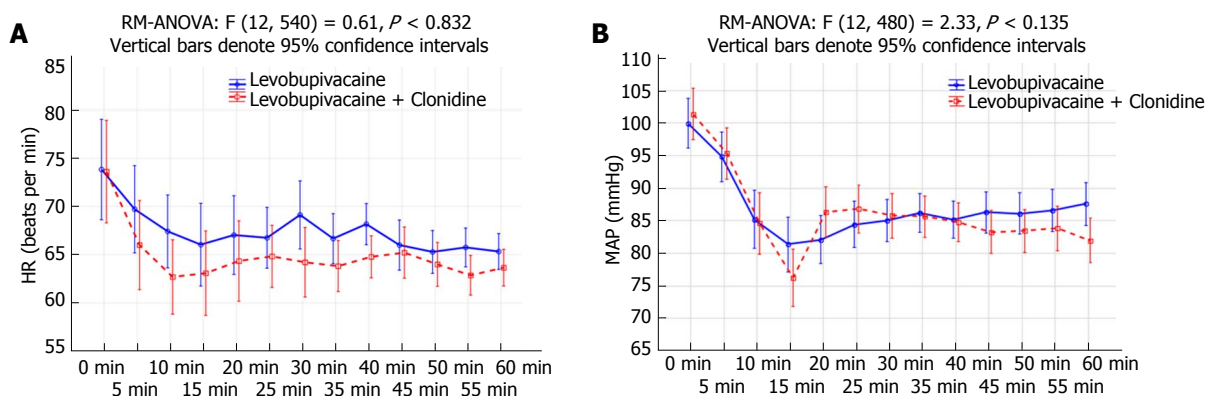 A
RM-ANOVA: F (12, 540) = 0.61, P < 0.832
Vertical bars denote 95% confidence intervals
Levobupivacaine
Levobupivacaine + Clonidine
HR (beats per min)
85
80
75
70
65
60
55
0 min 10 min 20 min 30 min 40 min 50 min 60 min
5 min 15 min 25 min 35 min 45 min 55 min
B
RM-ANOVA: F (12, 480) = 2.33, P < 0.135
Vertical bars denote 95% confidence intervals
Levobupivacaine
Levobupivacaine + Clonidine
MAP (mmHg)
110
105
100
95
90
85
80
75
70
65
0 min 10 min 20 min 30 min 40 min 50 min 60 min
5 min 15 min 25 min 35 min 45 min 55 min